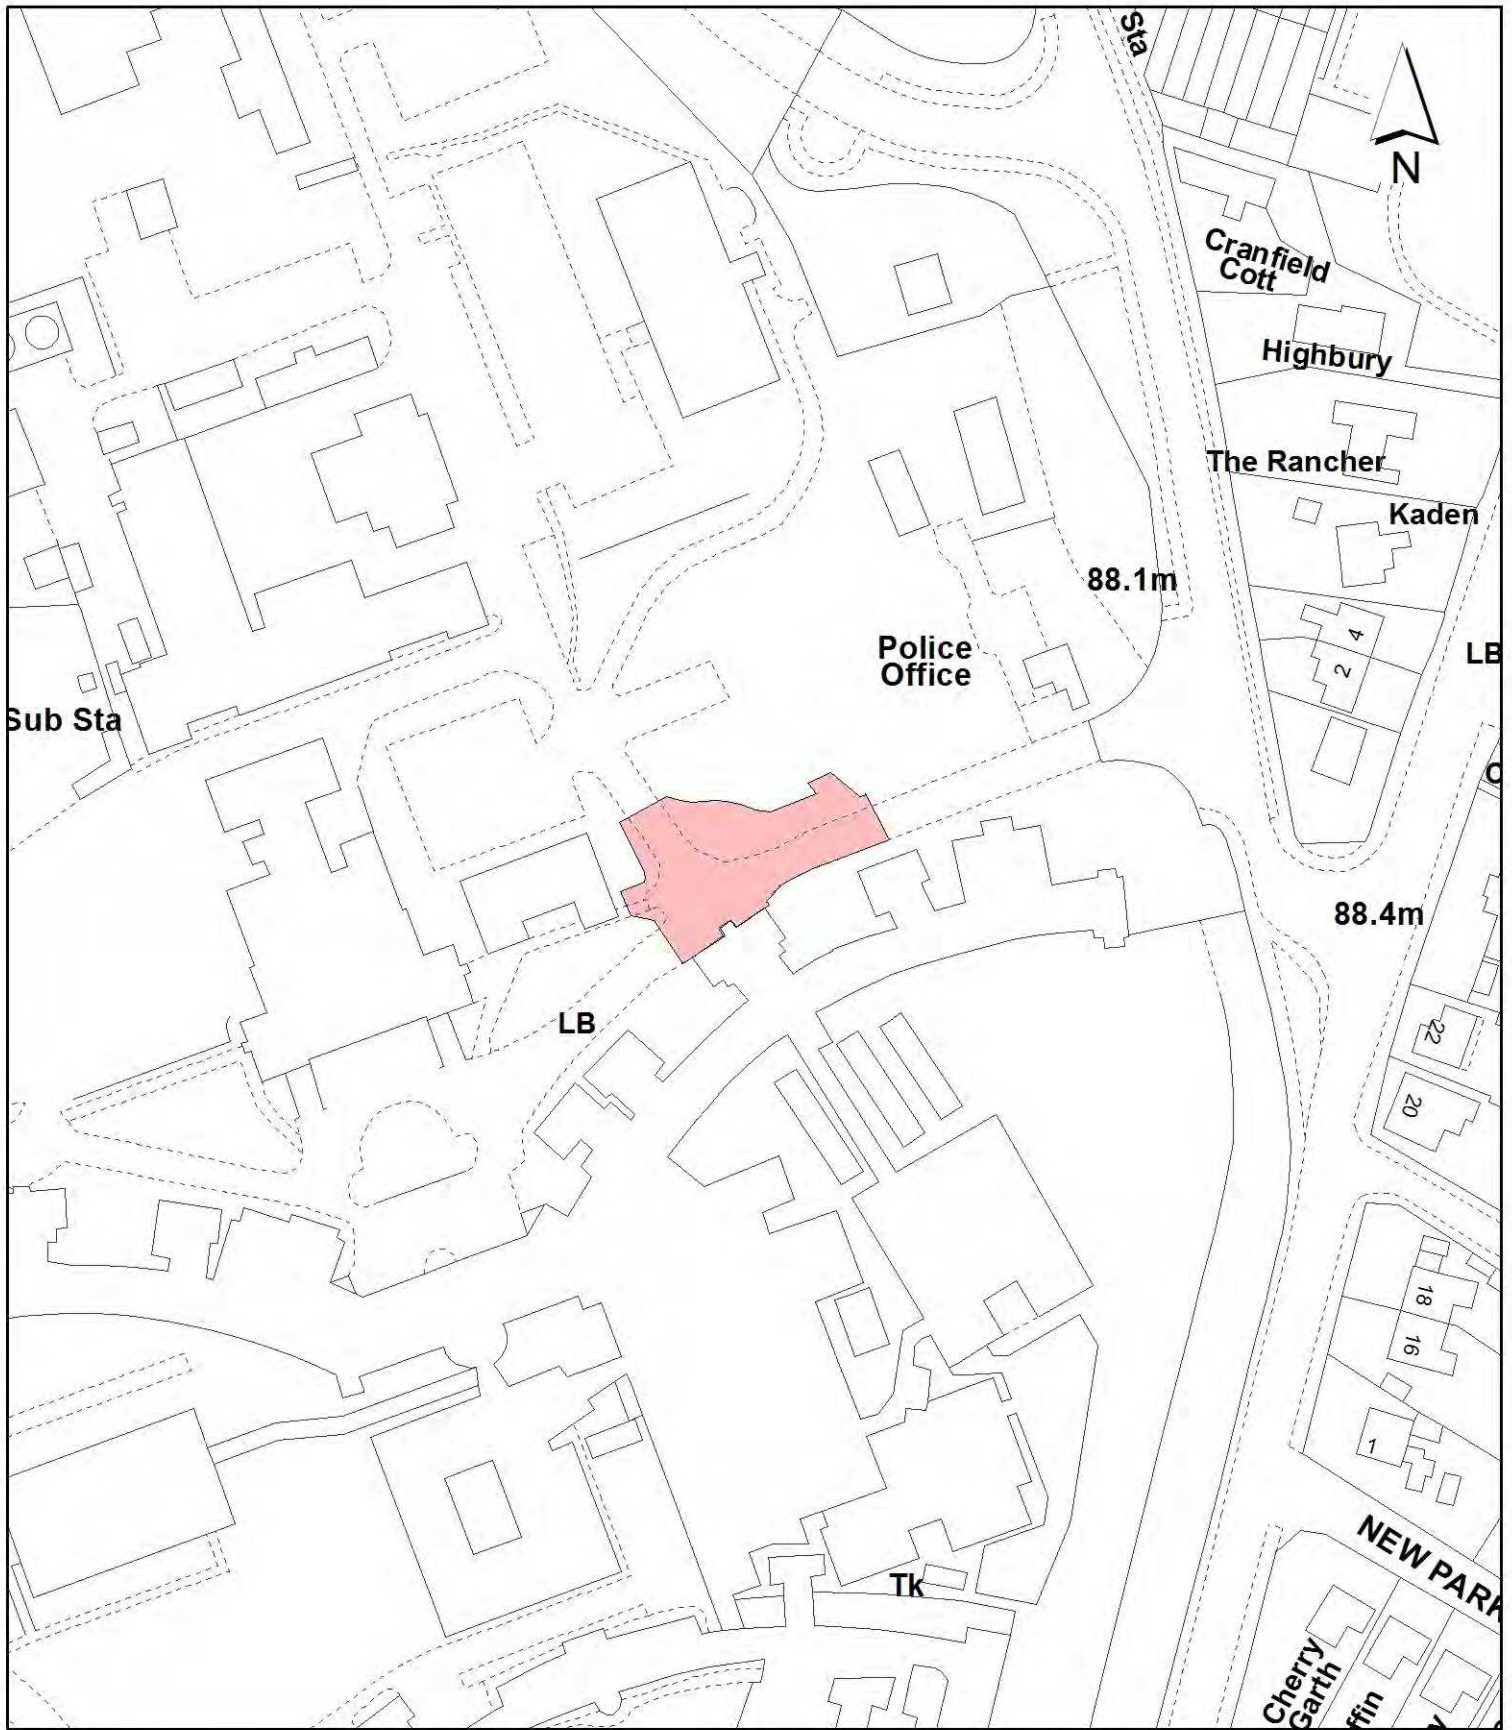 Sta
N
Cranfield
Cott
Highbury
The Rancher
Kaden
88.1m
4
2
Police
Office
LB
Sub Sta
88.4m
LB
22
20
18
16
1
NEW PARK
Tk
Cherry
Garth